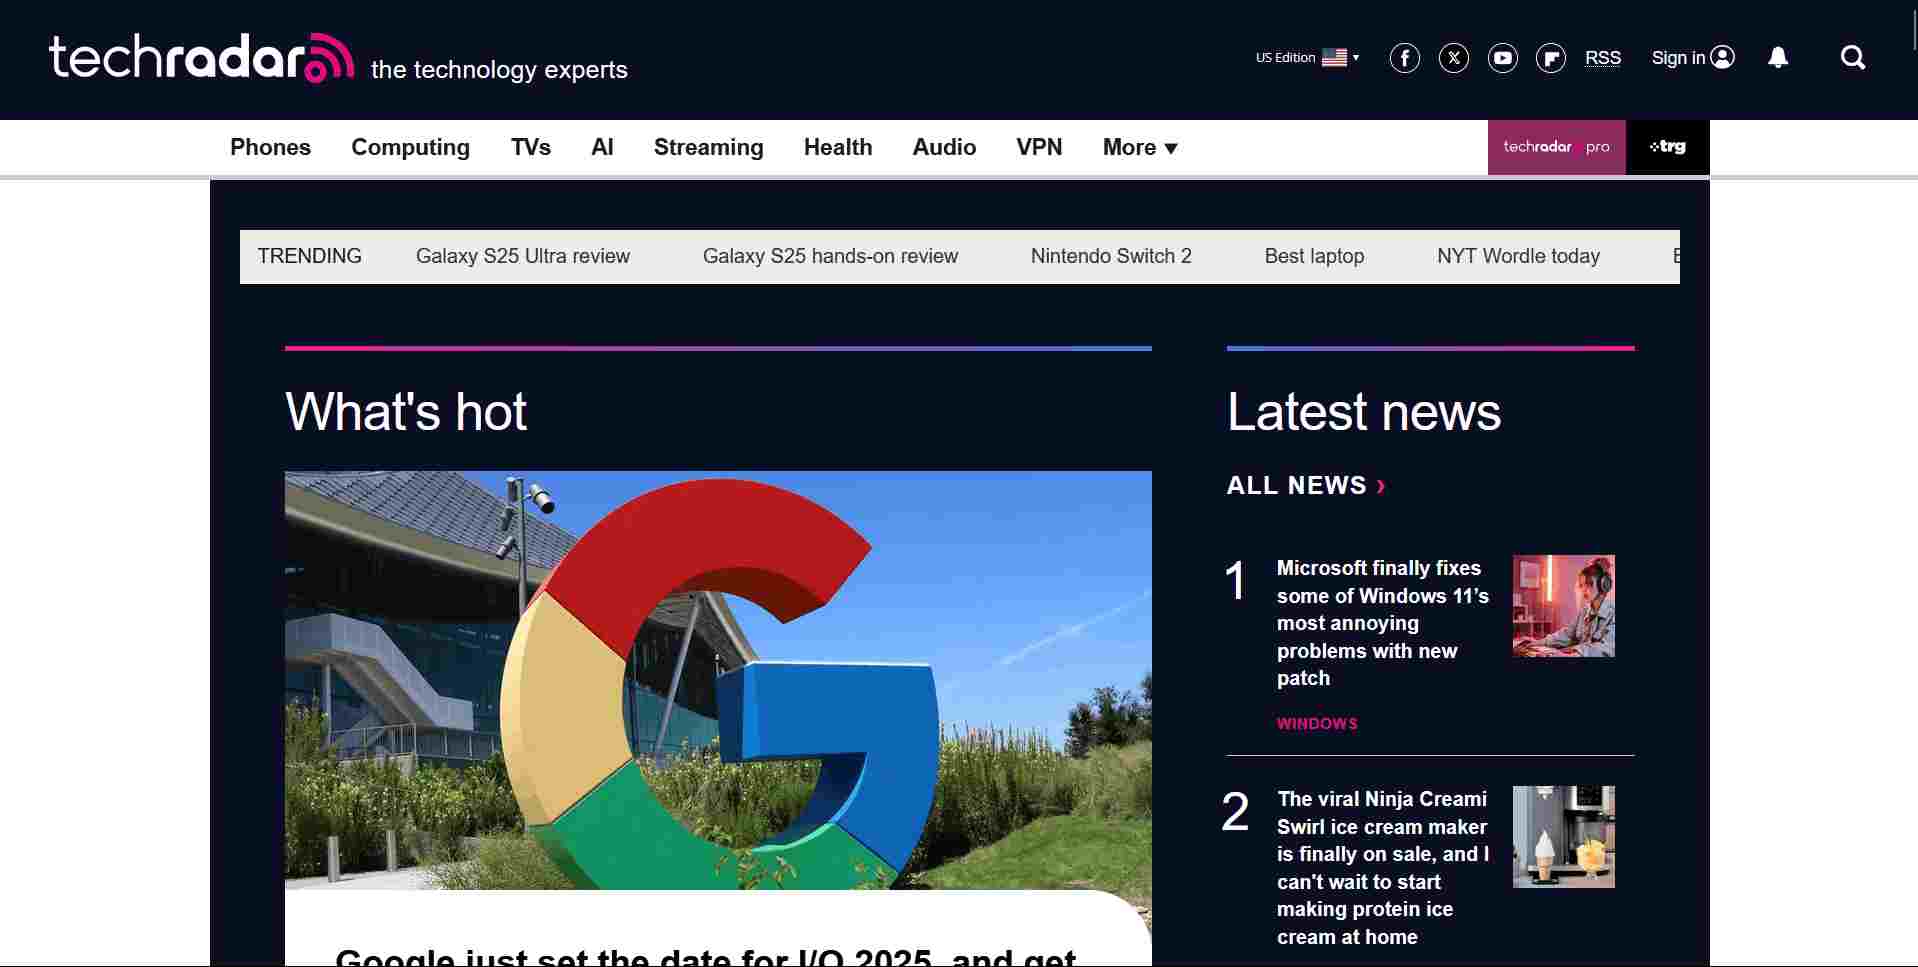 techradar the technology experts
US Edition
RSS
Sign in
Phones Computing TVs AI Streaming Health Audio VPN More
techradar pro
trg
TRENDING Galaxy S25 Ultra review Galaxy S25 hands-on review Nintendo Switch 2 Best laptop NYT Wordle today
What's hot
Google just set the date for I/O 2025, and get
Latest news
ALL NEWS ›
1
Microsoft finally fixes
some of Windows 11’s
most annoying
problems with new
patch
WINDOWS
2
The viral Ninja Creami
Swirl ice cream maker
is finally on sale, and I
can't wait to start
making protein ice
cream at home